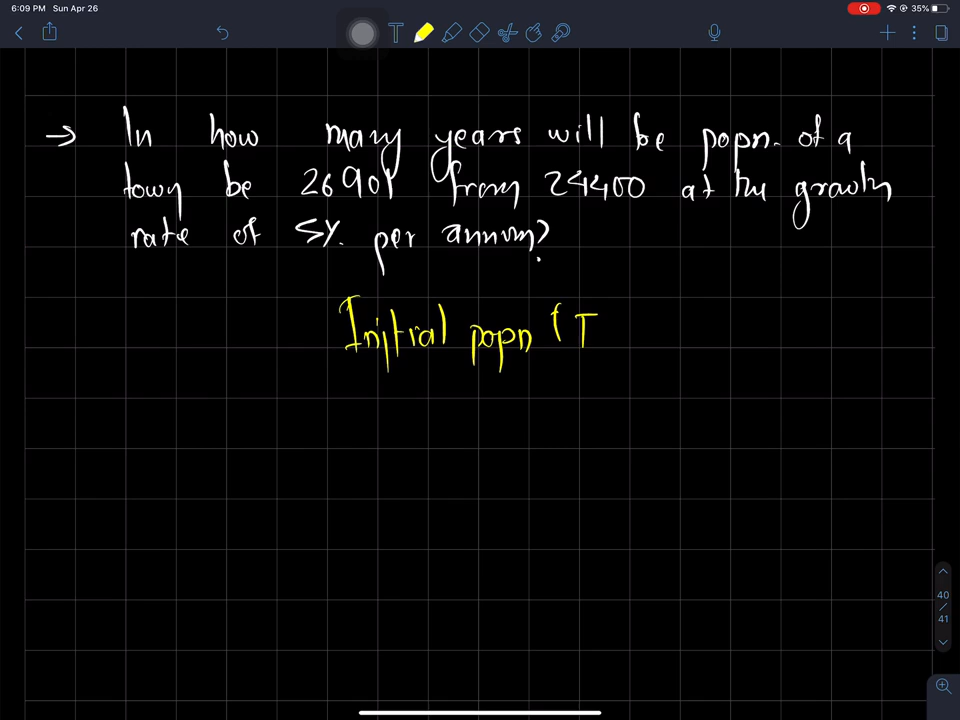 6:09 PM Sun Apr 26
35%
T
→ In how many years will be popn. of a
town be 26901 from 24400 at the growth
rate of 5% per annum?
Initial popn (I
40
/
41